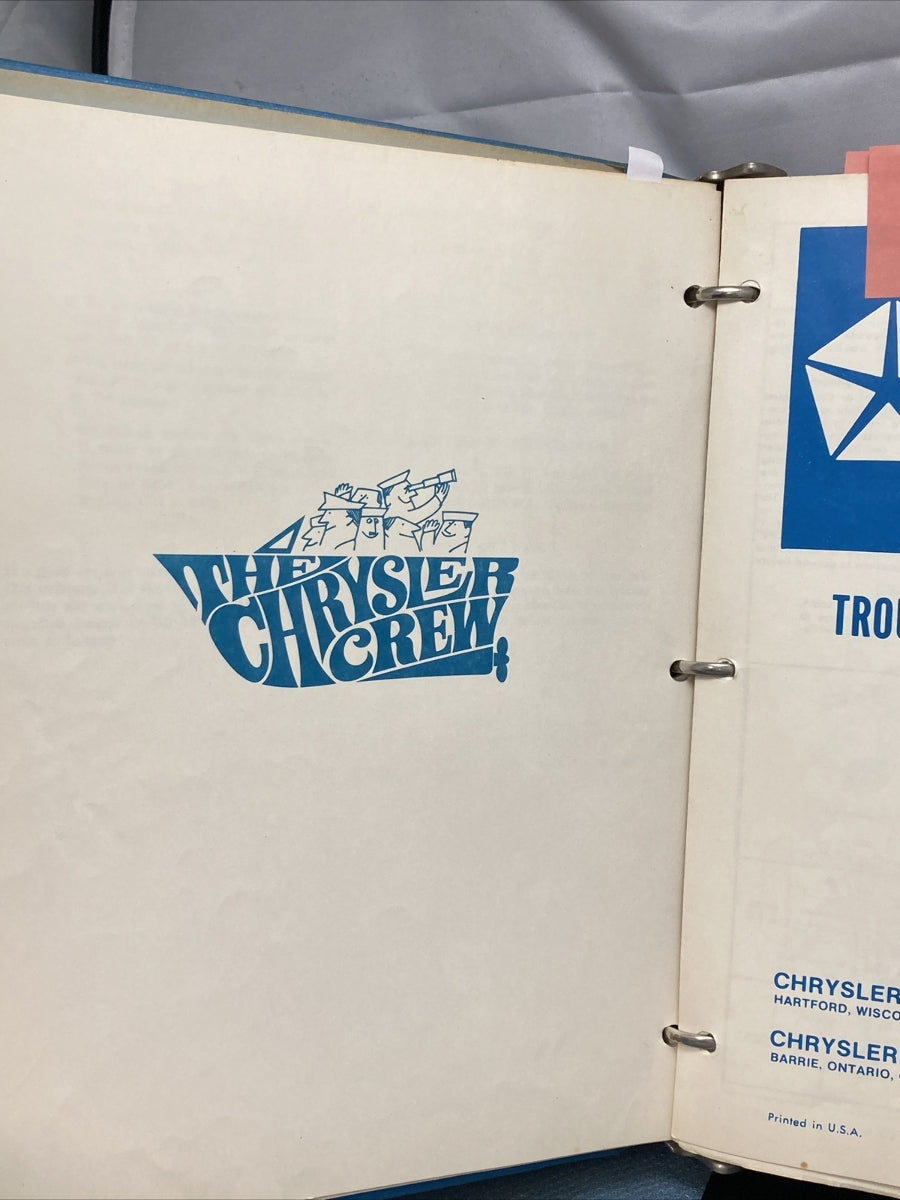 THE CHRYSLER CREW
TROU
CHRYSLER
HARTFORD, WISCO
CHRYSLER
BARRIE, ONTARIO,
Printed in U.S.A.